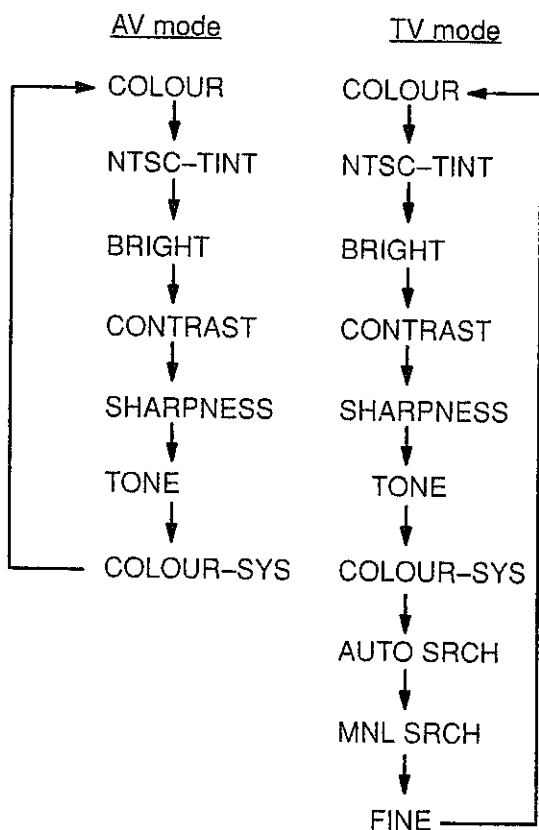 AV mode
COLOUR
NTSC–TINT
BRIGHT
CONTRAST
SHARPNESS
TONE
COLOUR–SYS
TV mode
COLOUR
NTSC–TINT
BRIGHT
CONTRAST
SHARPNESS
TONE
COLOUR–SYS
AUTO SRCH
MNL SRCH
FINE